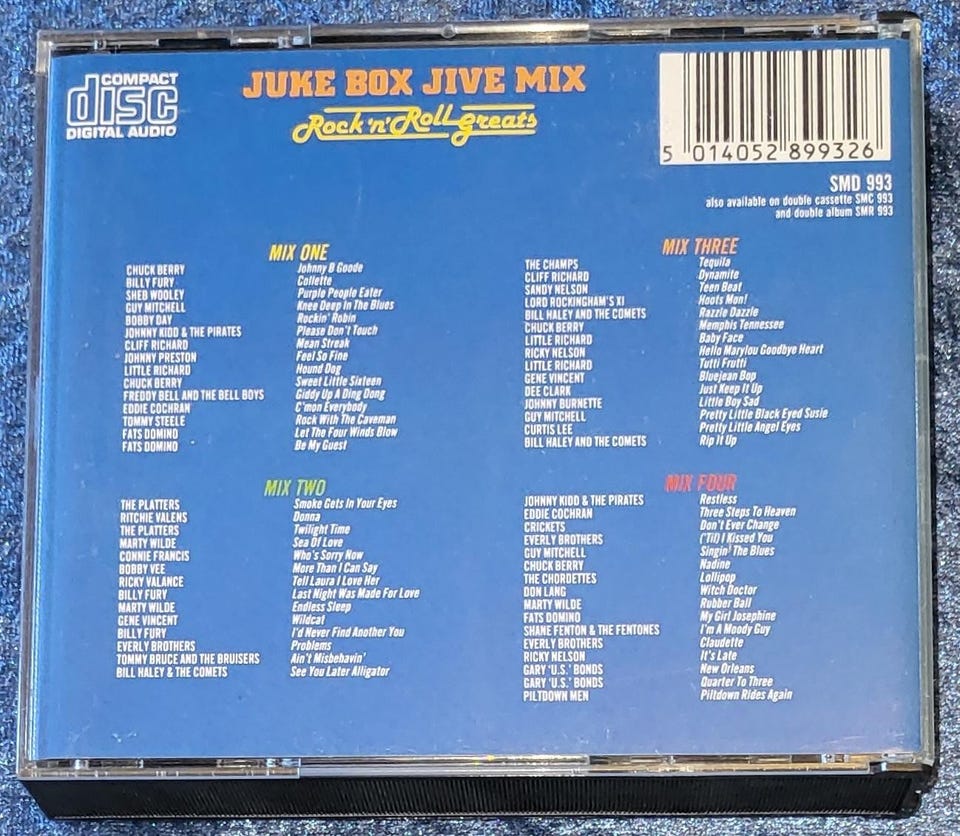 COMPACT
disc
DIGITAL AUDIO
JUKE BOX JIVE MIX
Rock 'n' Roll Greats
5 014052 899326
SMD 993
also available on double cassette SMC 993
and double album SMR 993
MIX ONE
CHUCK BERRY Johnny B Goode
BILLY FURY Collette
SHEB WOOLEY Purple People Eater
GUY MITCHELL Knee Deep In The Blues
BOBBY DAY Rockin' Robin
JOHNNY KIDD & THE PIRATES Please Don't Touch
CLIFF RICHARD Mean Streak
JOHNNY PRESTON Feel So Fine
LITTLE RICHARD Hound Dog
CHUCK BERRY Sweet Little Sixteen
FREDDY BELL AND THE BELL BOYS Giddy Up A Ding Dong
EDDIE COCHRAN C'mon Everybody
TOMMY STEELE Rock With The Caveman
FATS DOMINO Let The Four Winds Blow
FATS DOMINO Be My Guest
MIX TWO
THE PLATTERS Smoke Gets In Your Eyes
RITCHIE VALENS Donna
THE PLATTERS Twilight Time
MARTY WILDE Sea Of Love
CONNIE FRANCIS Who's Sorry Now
BOBBY VEE More Than I Can Say
RICKY VALANCE Tell Laura I Love Her
BILLY FURY Last Night Was Made For Love
MARTY WILDE Endless Sleep
GENE VINCENT Wildcat
BILLY FURY I'd Never Find Another You
EVERLY BROTHERS Problems
TOMMY BRUCE AND THE BRUISERS Ain't Misbehavin'
BILL HALEY & THE COMETS See You Later Alligator
MIX THREE
THE CHAMPS Tequila
CLIFF RICHARD Dynamite
SANDY NELSON Teen Beat
LORD ROCKINGHAM'S XI Hoots Mon!
BILL HALEY AND THE COMETS Razzle Dazzle
CHUCK BERRY Memphis Tennessee
LITTLE RICHARD Baby Face
RICKY NELSON Hello Marylou Goodbye Heart
LITTLE RICHARD Tutti Frutti
GENE VINCENT Bluejean Bop
DEE CLARK Just Keep It Up
JOHNNY BURNETTE Little Boy Sad
GUY MITCHELL Pretty Little Black Eyed Susie
CURTIS LEE Pretty Little Angel Eyes
BILL HALEY AND THE COMETS Rip It Up
MIX FOUR
JOHNNY KIDD & THE PIRATES Restless
EDDIE COCHRAN Three Steps To Heaven
CRICKETS Don't Ever Change
EVERLY BROTHERS ('Til) I Kissed You
GUY MITCHELL Singin' The Blues
CHUCK BERRY Nadine
THE CHORDETTES Lollipop
DON LANG Witch Doctor
MARTY WILDE Rubber Ball
FATS DOMINO My Girl Josephine
SHANE FENTON & THE FENTONES I'm A Moody Guy
EVERLY BROTHERS Claudette
RICKY NELSON It's Late
GARY 'U.S.' BONDS New Orleans
GARY 'U.S.' BONDS Quarter To Three
PILTDOWN MEN Piltdown Rides Again